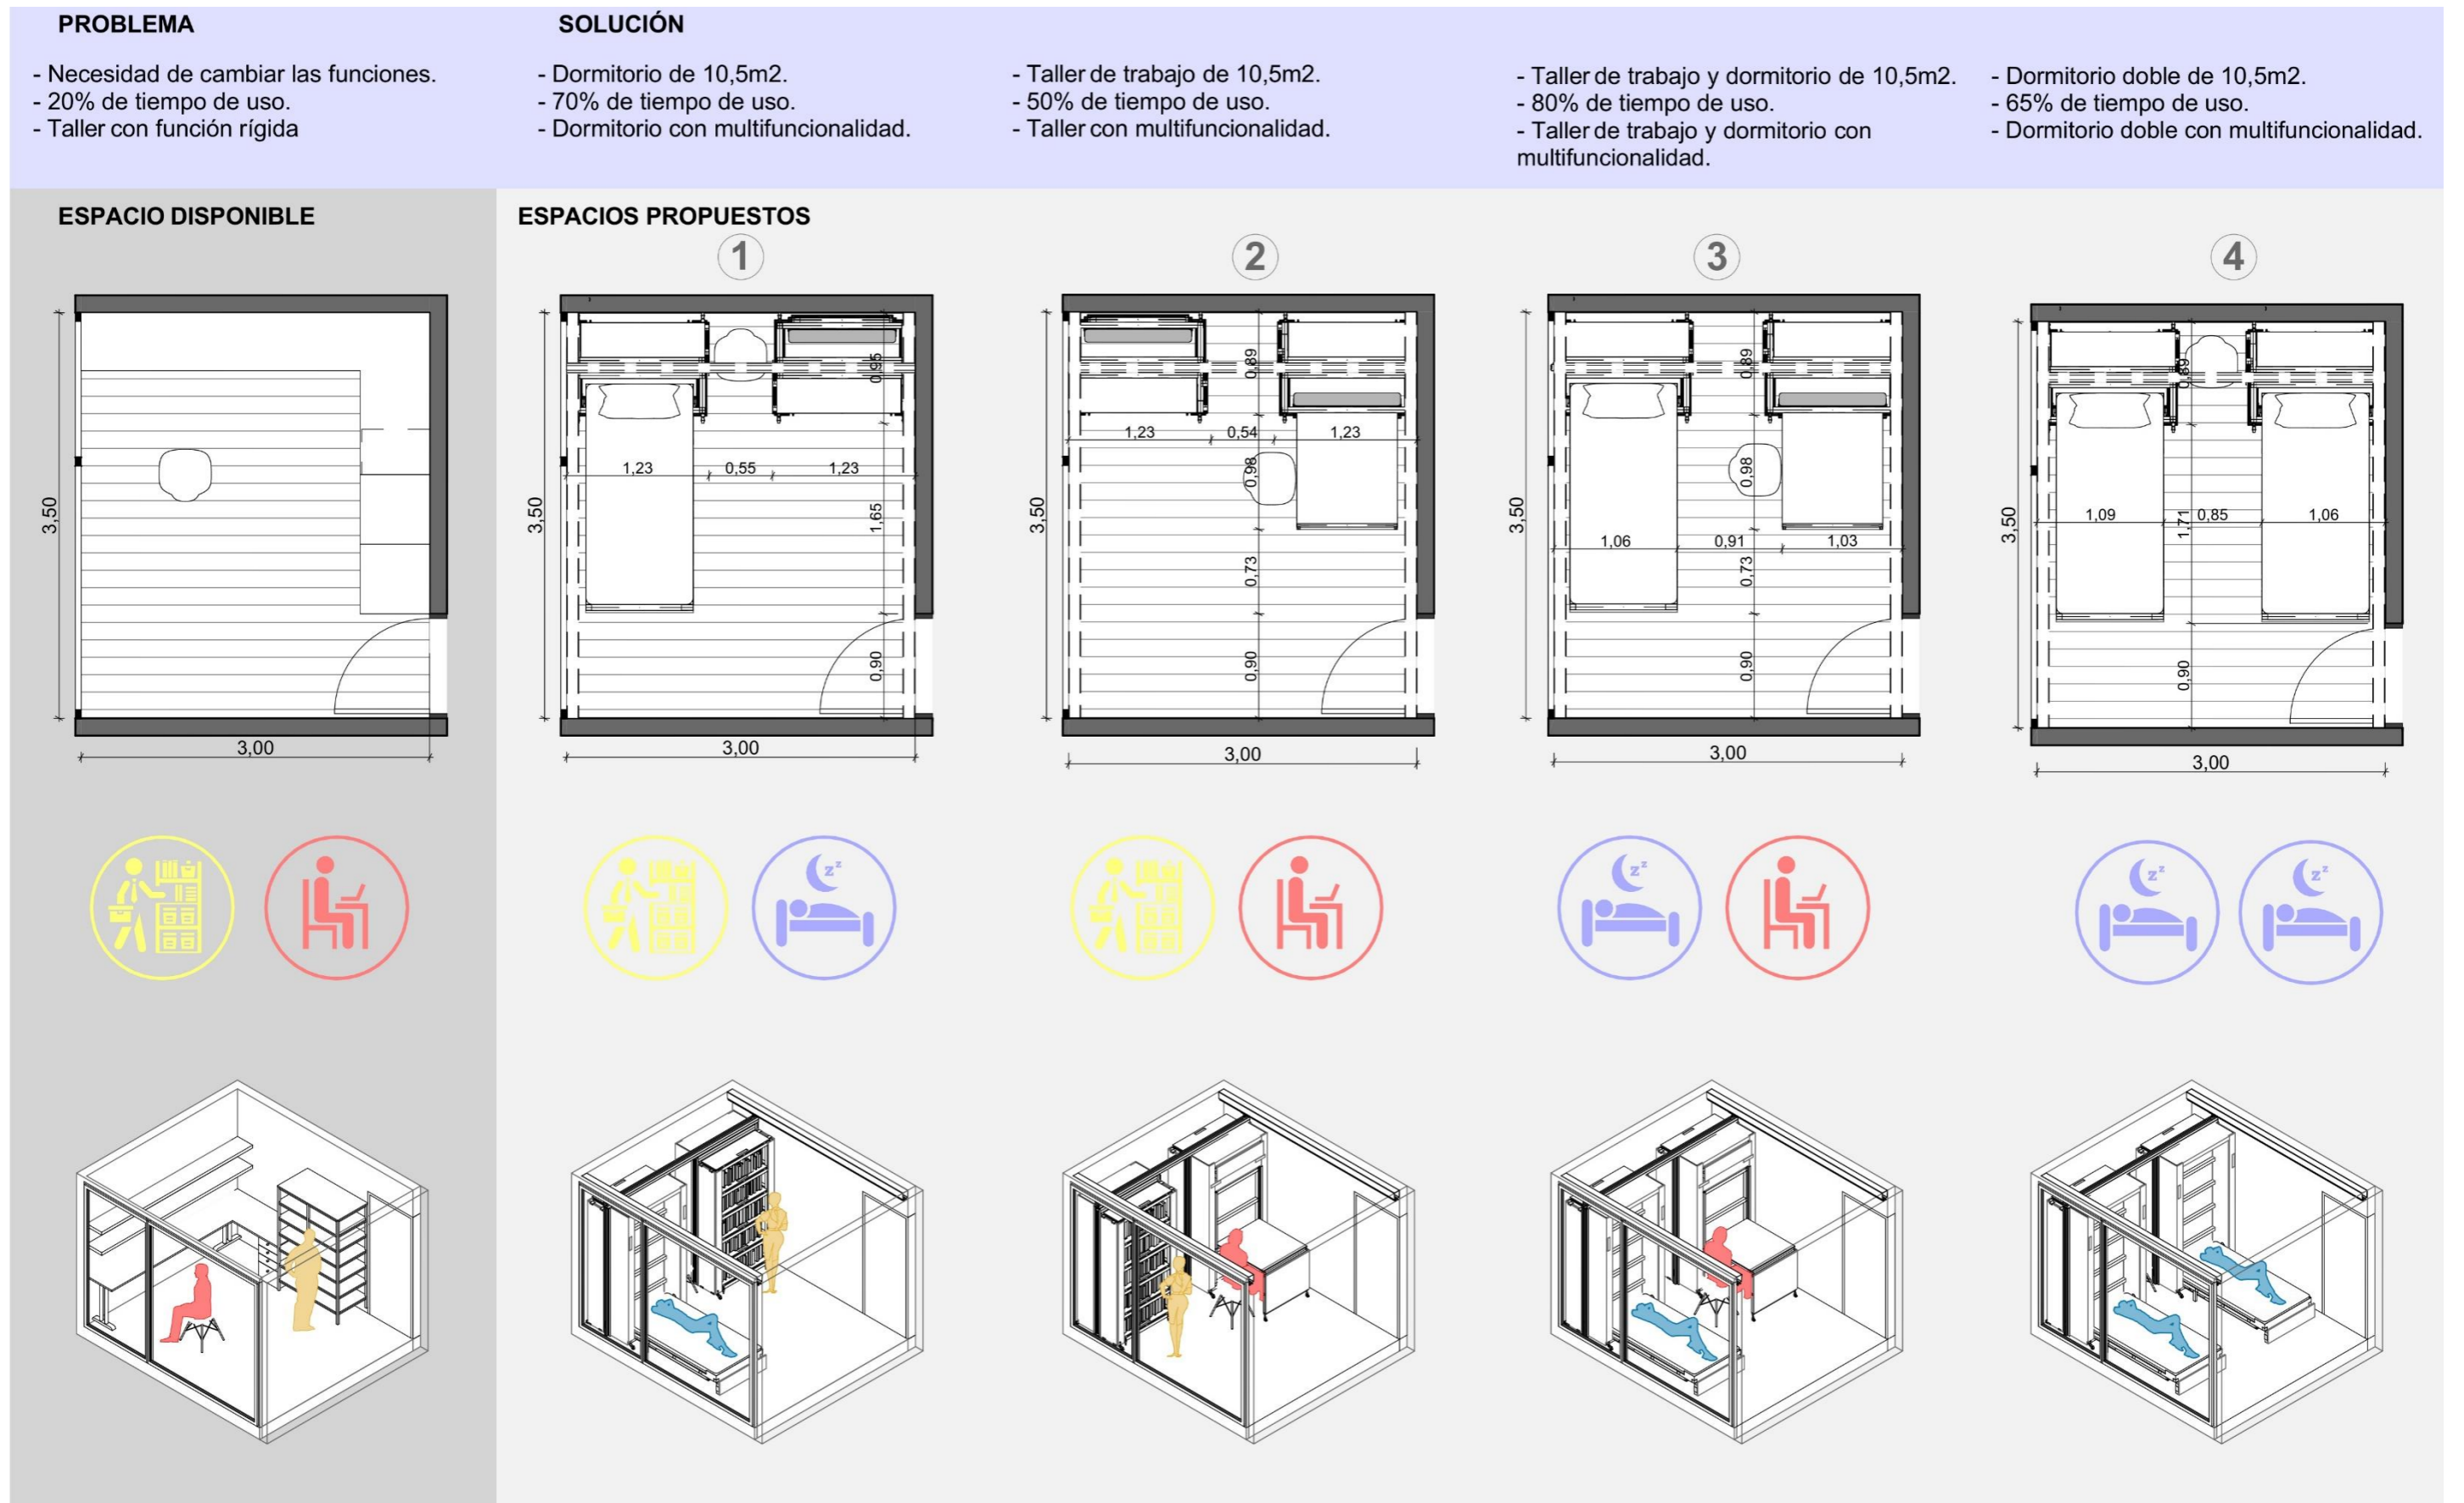 PROBLEMA
- Necesidad de cambiar las funciones.
- 20% de tiempo de uso.
- Taller con función rígida
SOLUCIÓN
- Dormitorio de 10,5m2.
- 70% de tiempo de uso.
- Dormitorio con multifuncionalidad.
- Taller de trabajo de 10,5m2.
- 50% de tiempo de uso.
- Taller con multifuncionalidad.
- Taller de trabajo y dormitorio de 10,5m2.
- 80% de tiempo de uso.
- Taller de trabajo y dormitorio con
multifuncionalidad.
- Dormitorio doble de 10,5m2.
- 65% de tiempo de uso.
- Dormitorio doble con multifuncionalidad.
ESPACIO DISPONIBLE
3,50
3,00
ESPACIOS PROPUESTOS
1
0,95
1,23
0,55
1,23
1,65
3,50
0,90
3,00
2
0,89
1,23
0,54
1,23
0,98
3,50
0,73
0,90
3,00
3
0,89
0,98
3,50
1,06
0,91
1,03
0,73
0,90
3,00
4
0,89
1,09
1,71
0,85
1,06
3,50
0,90
3,00
zz
zz
zz
zz